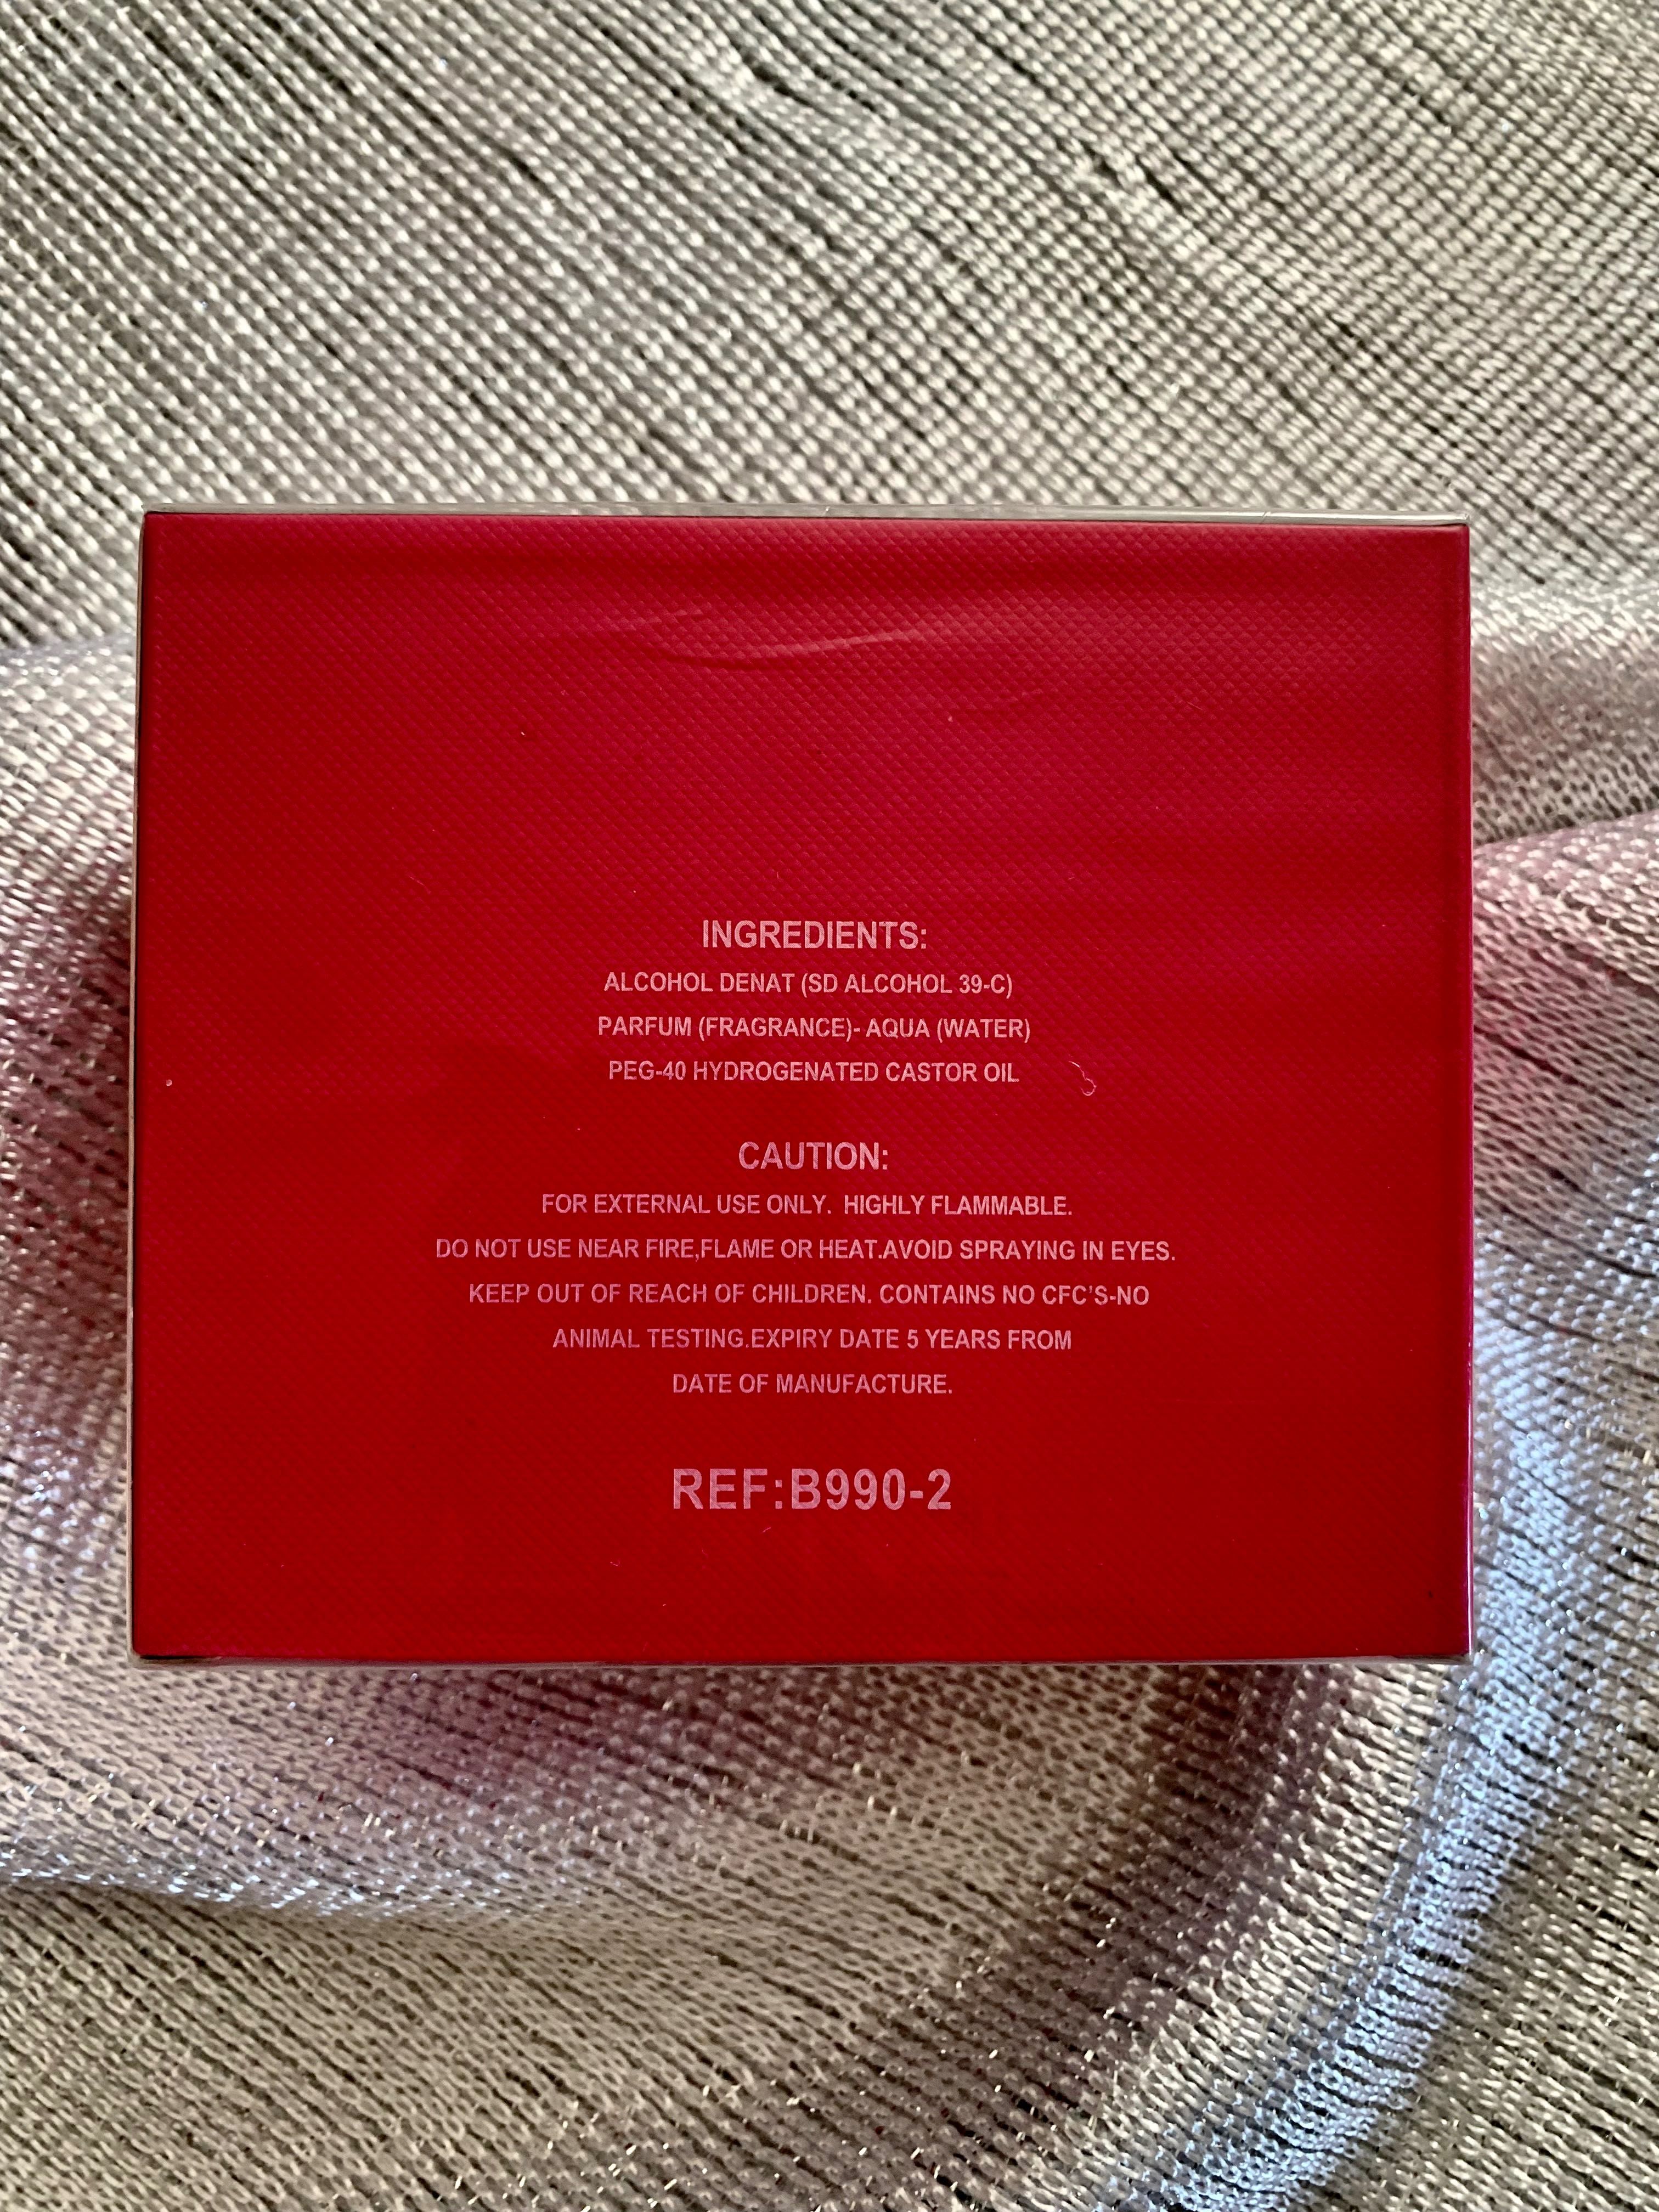 INGREDIENTS:
ALCOHOL DENAT (SD ALCOHOL 39-C)
PARFUM (FRAGRANCE)- AQUA (WATER)
PEG-40 HYDROGENATED CASTOR OIL
CAUTION:
FOR EXTERNAL USE ONLY. HIGHLY FLAMMABLE.
DO NOT USE NEAR FIRE,FLAME OR HEAT.AVOID SPRAYING IN EYES.
KEEP OUT OF REACH OF CHILDREN. CONTAINS NO CFC'S-NO
ANIMAL TESTING.EXPIRY DATE 5 YEARS FROM
DATE OF MANUFACTURE.
REF:B990-2